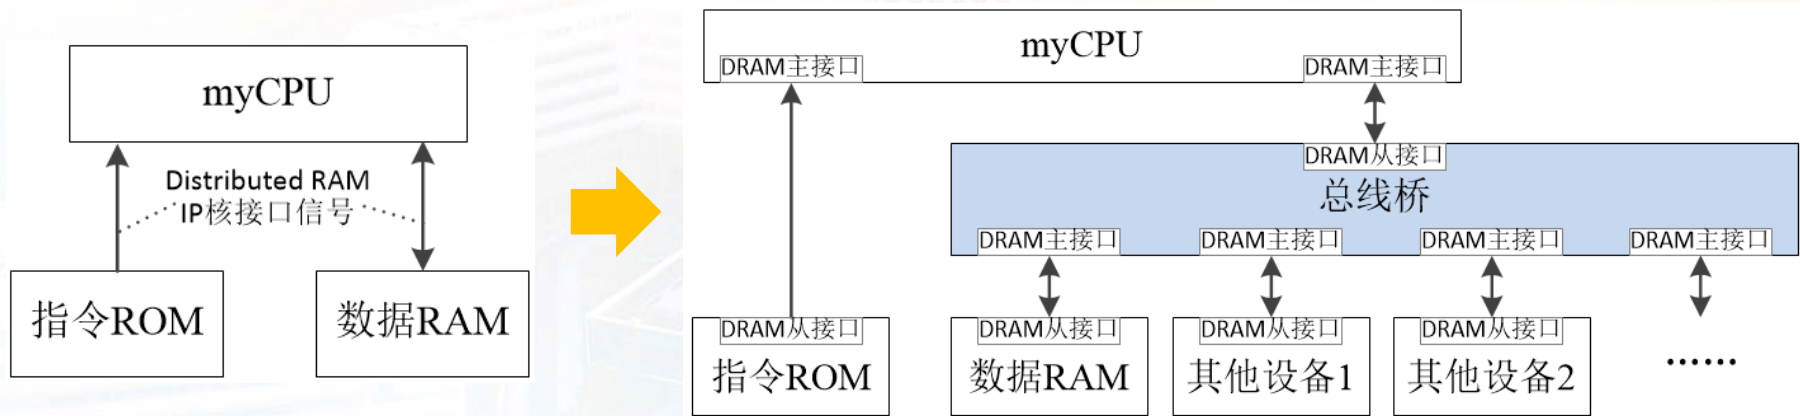 myCPU
Distributed RAM
IP核接口信号
指令ROM
数据RAM
myCPU
DRAM主接口
DRAM主接口
DRAM从接口
总线桥
DRAM主接口
DRAM主接口
DRAM主接口
DRAM主接口
DRAM从接口
DRAM从接口
DRAM从接口
DRAM从接口
指令ROM
数据RAM
其他设备1
其他设备2
······